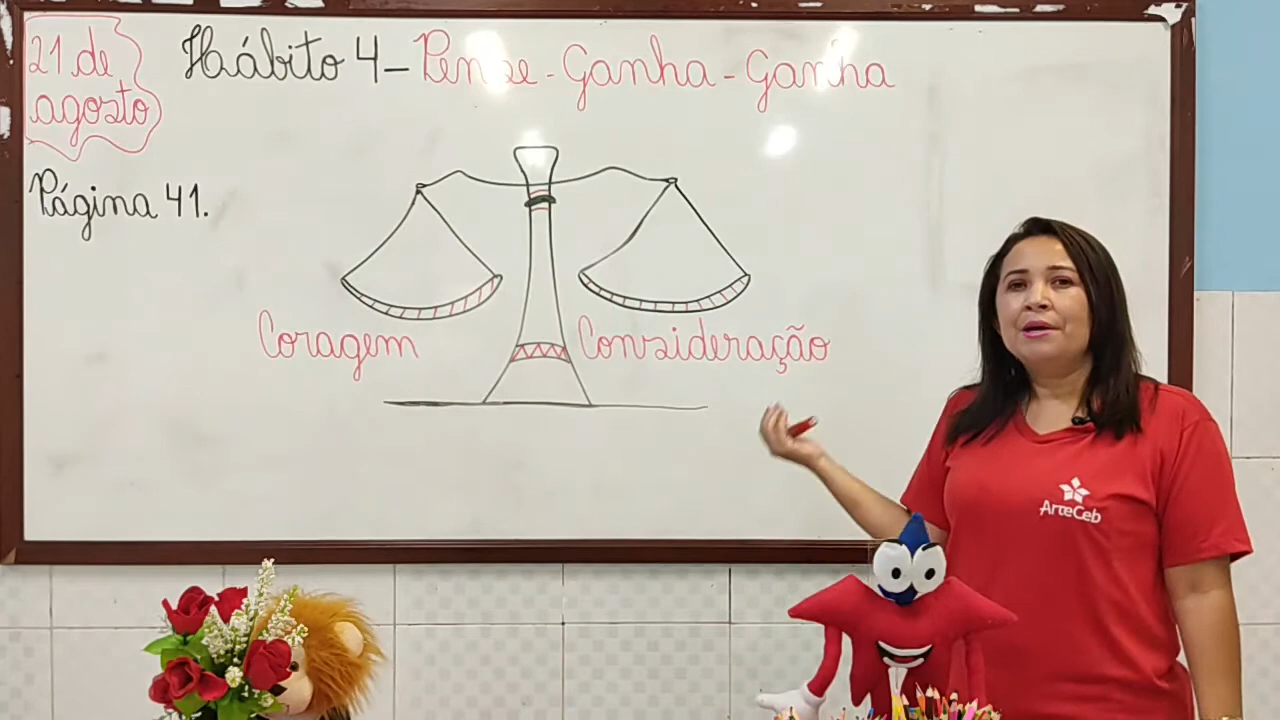 21 de
agosto
Hábito 4 - Pense - Ganha - Ganha
Página 41.
Coragem
Consideração
ArteCeb